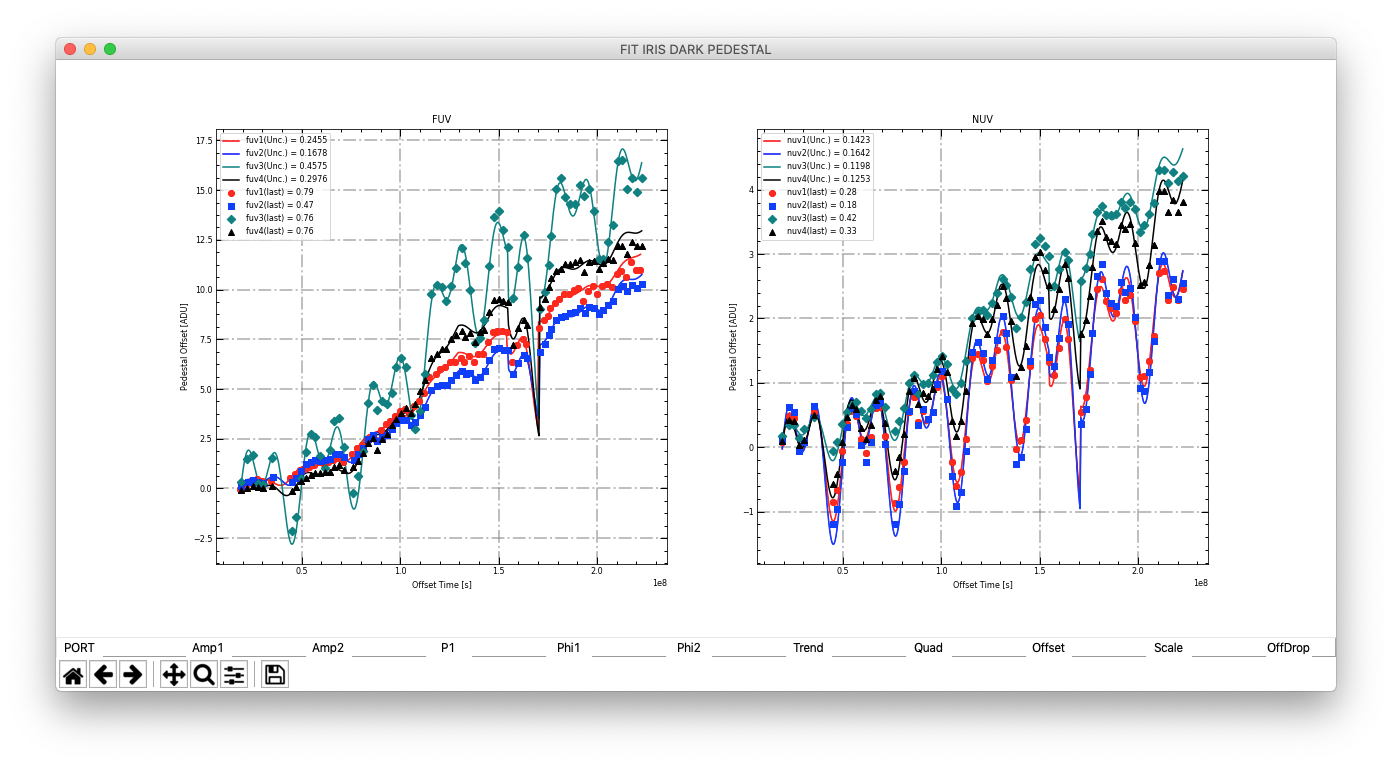 FIT IRIS DARK PEDESTAL
FUV
fuv1(Unc.) = 0.2455
fuv2(Unc.) = 0.1678
fuv3(Unc.) = 0.4575
fuv4(Unc.) = 0.2976
fuv1(last) = 0.79
fuv2(last) = 0.47
fuv3(last) = 0.76
fuv4(last) = 0.76
17.5
15.0
12.5
10.0
7.5
5.0
2.5
0.0
−2.5
Pedestal Offset [ADU]
0.5 1.0 1.5 2.0
Offset Time [s]
1e8
NUV
nuv1(Unc.) = 0.1423
nuv2(Unc.) = 0.1642
nuv3(Unc.) = 0.1198
nuv4(Unc.) = 0.1253
nuv1(last) = 0.28
nuv2(last) = 0.18
nuv3(last) = 0.42
nuv4(last) = 0.33
4
3
2
1
0
−1
Pedestal Offset [ADU]
0.5 1.0 1.5 2.0
Offset Time [s]
1e8
PORT Amp1 Amp2 P1 Phi1 Phi2 Trend Quad Offset Scale OffDrop